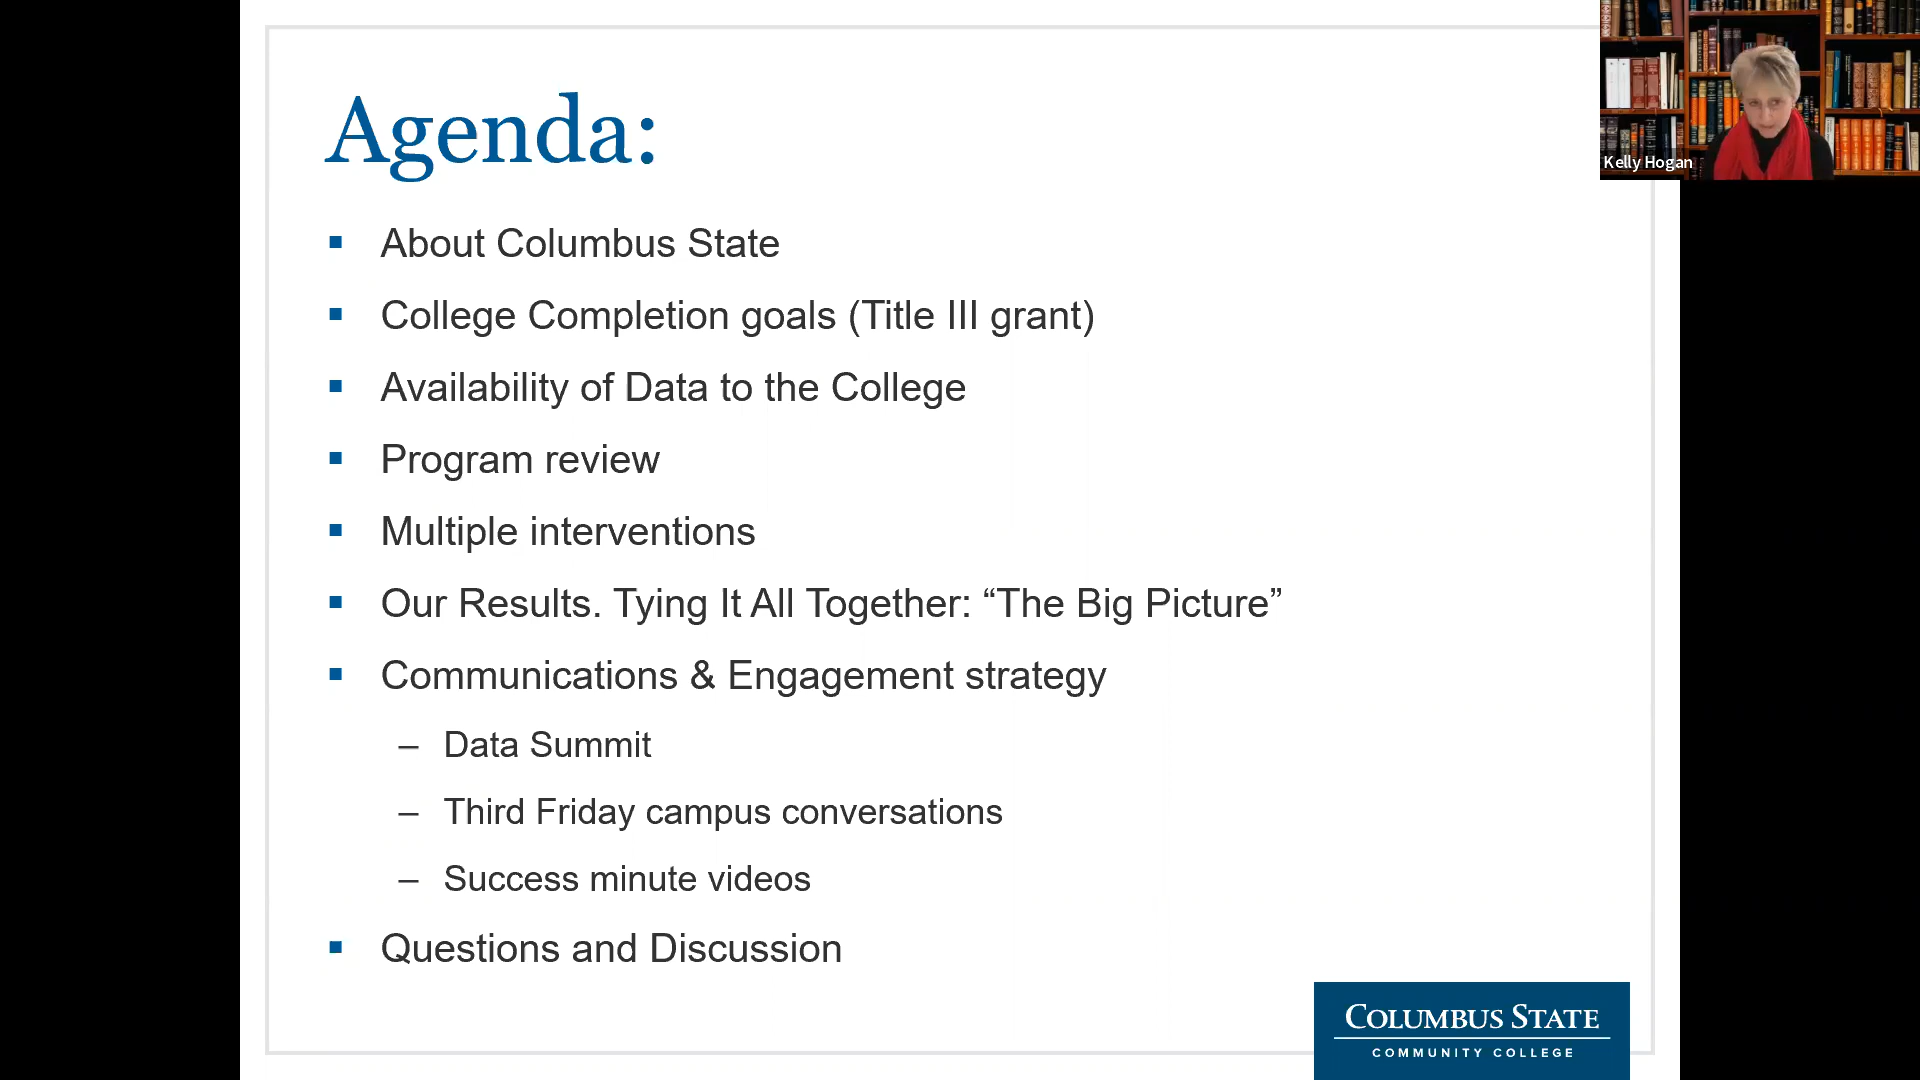 Agenda:
Kelly Hogan
▪ About Columbus State
▪ College Completion goals (Title III grant)
▪ Availability of Data to the College
▪ Program review
▪ Multiple interventions
▪ Our Results. Tying It All Together: “The Big Picture”
▪ Communications & Engagement strategy
– Data Summit
– Third Friday campus conversations
– Success minute videos
▪ Questions and Discussion
COLUMBUS STATE
COMMUNITY COLLEGE